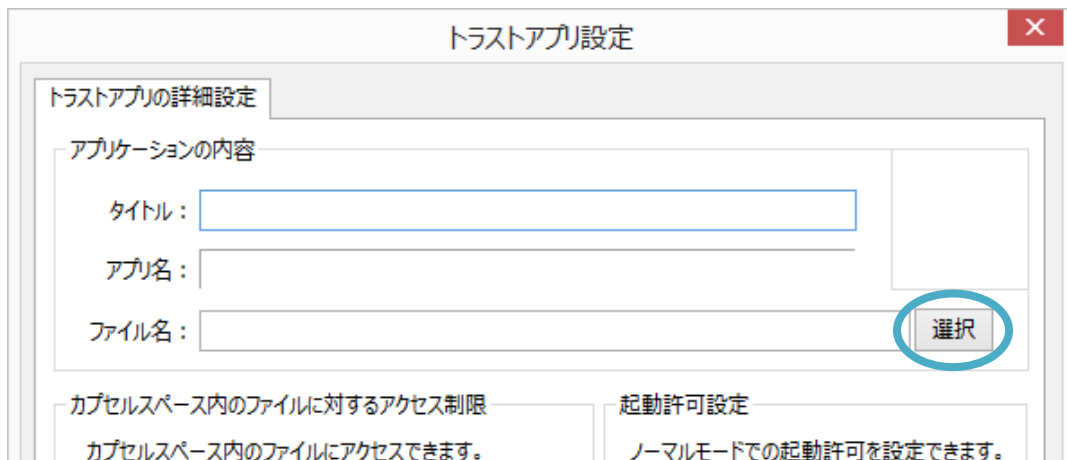 トラストアプリ設定
トラストアプリの詳細設定
アプリケーションの内容
タイトル：
アプリ名：
ファイル名：
選択
カプセルスペース内のファイルに対するアクセス制限
起動許可設定
カプセルスペース内のファイルにアクセスできます。
ノーマルモードでの起動許可を設定できます。